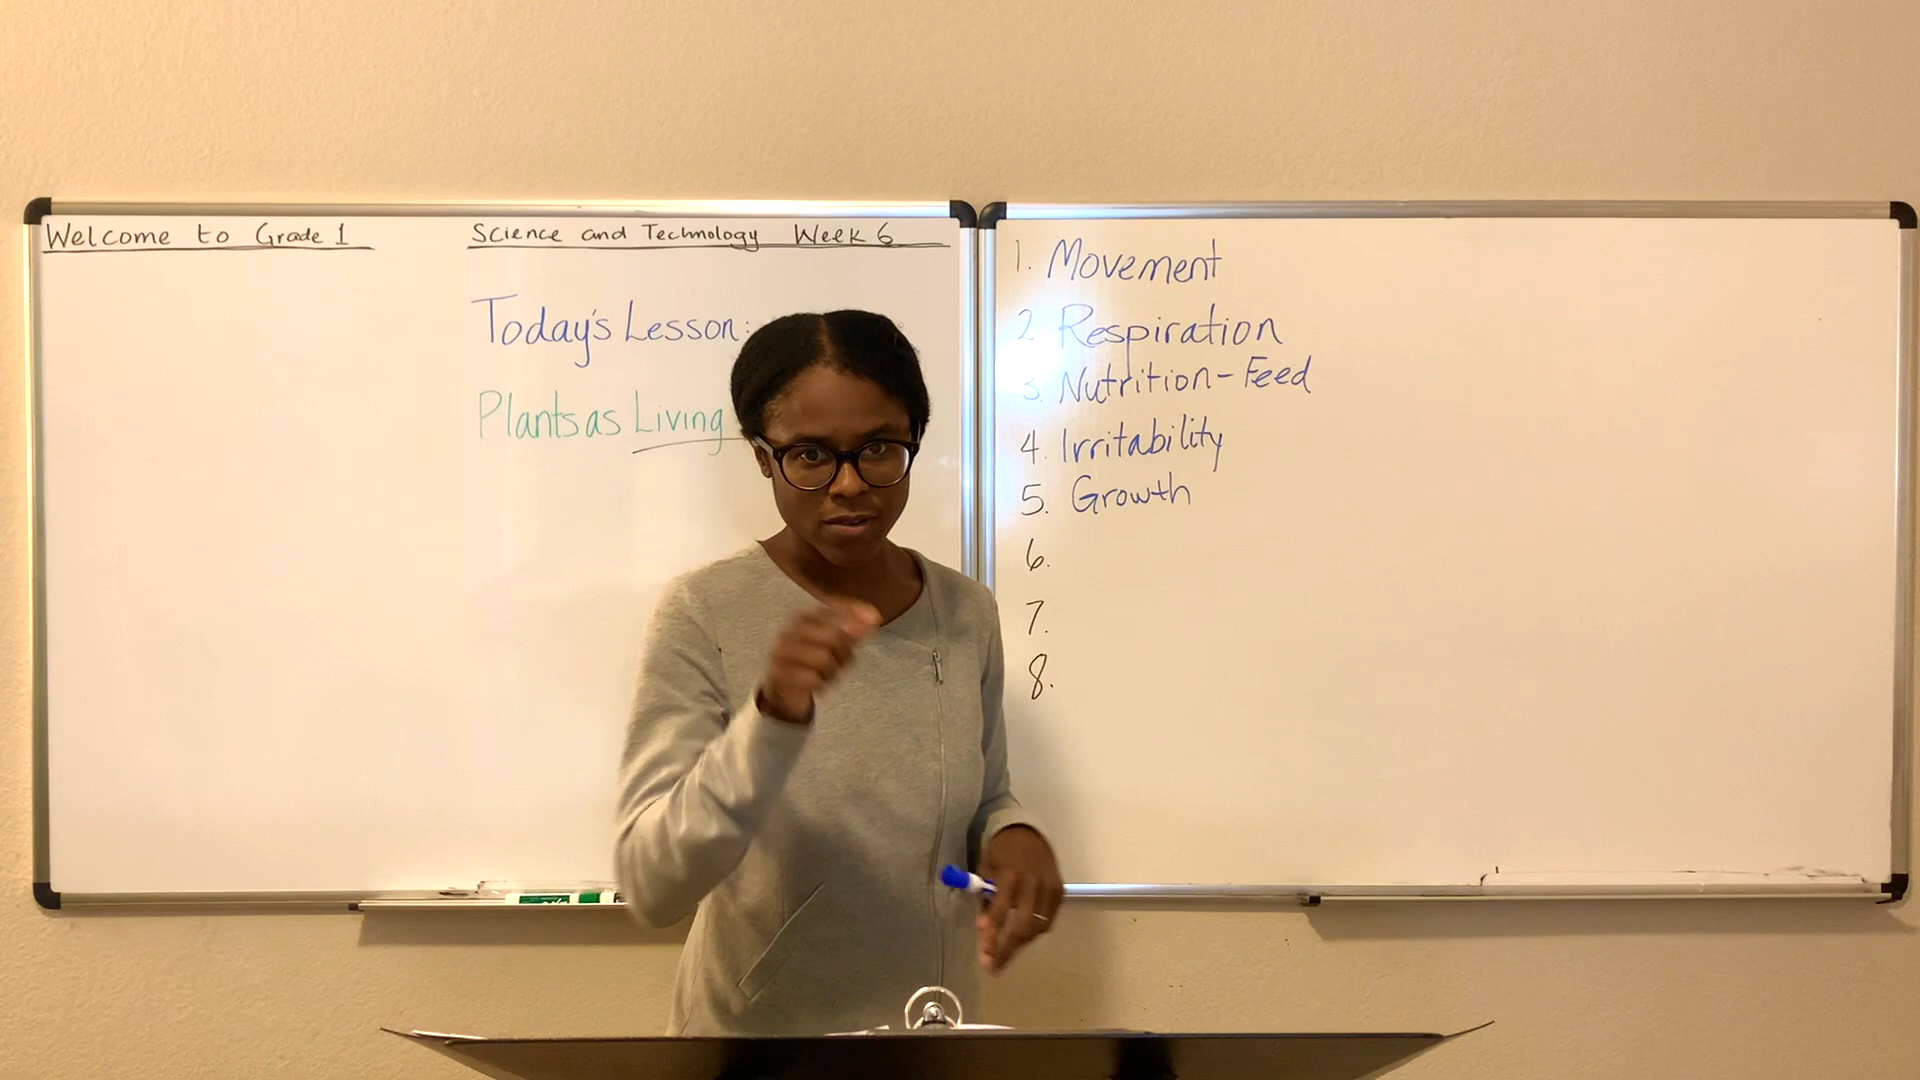 Welcome to Grade 1
Science and Technology Week 6
Today's Lesson:
Plants as Living
1. Movement
2. Respiration
3. Nutrition - Feed
4. Irritability
5. Growth
6.
7.
8.